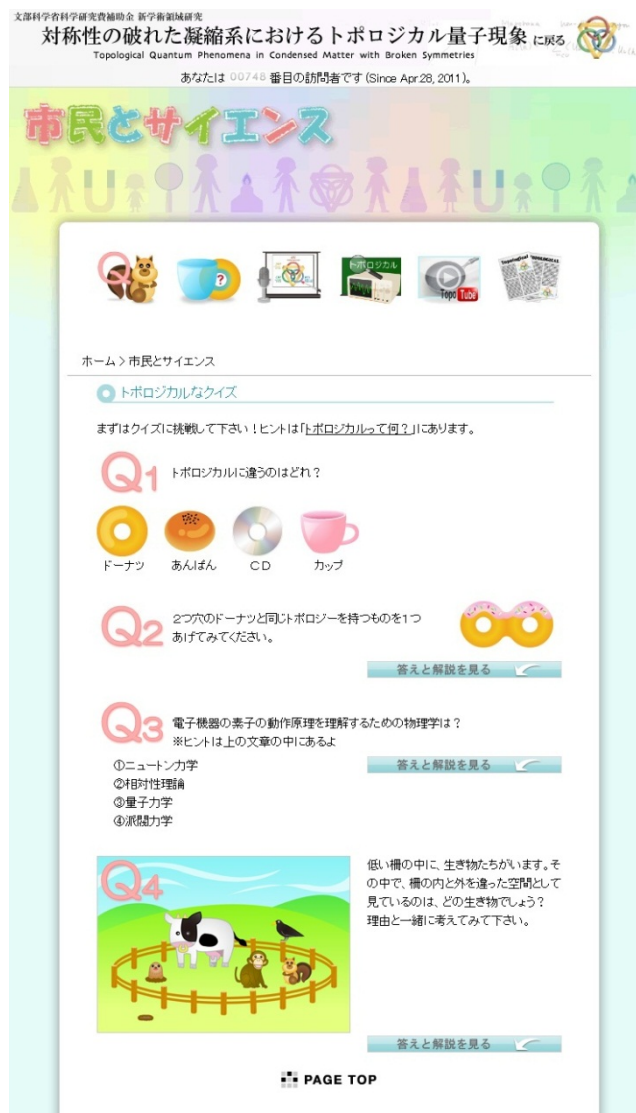 文部科学省科学研究費補助金 新学術領域研究
対称性の破れた凝縮系におけるトポロジカル量子現象 に戻る
Topological Quantum Phenomena in Condensed Matter with Broken Symmetries
あなたは 00748 番目の訪問者です (Since Apr.28, 2011)。
市民とサイエンス
Q
?
トポロジカル
Topo Tube
Topological
ホーム > 市民とサイエンス
トポロジカルなクイズ
まずはクイズに挑戦して下さい！ヒントは「トポロジカルって何？」にあります。
Q1 トポロジカルに違うのはどれ？
ドーナツ あんぱん CD カップ
Q2 2つ穴のドーナツと同じトポロジーを持つものを1つ
あげてみてください。
答えと解説を見る
Q3 電子機器の素子の動作原理を理解するための物理学は？
※ヒントは上の文章の中にあるよ
①ニュートン力学
答えと解説を見る
②相対性理論
③量子力学
④派閥力学
Q4
低い柵の中に、生き物たちがいます。そ
の中で、柵の内と外を違った空間として
見ているのは、どの生き物でしょう？
理由と一緒に考えてみて下さい。
答えと解説を見る
PAGE TOP